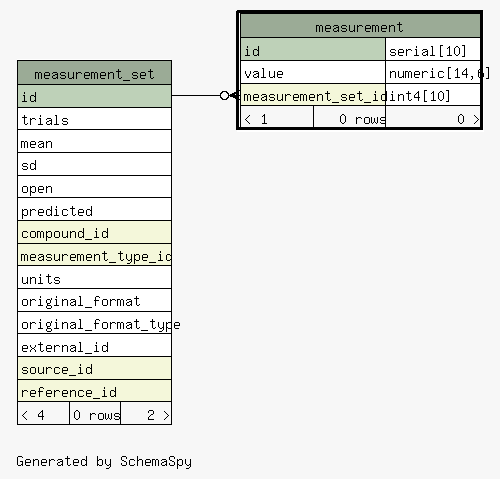 measurement
id serial[10]
value numeric[14,6]
measurement_set_id int4[10]
< 1 0 rows 0 >
measurement_set
id
trials
mean
sd
open
predicted
compound_id
measurement_type_id
units
original_format
original_format_type
external_id
source_id
reference_id
< 4 0 rows 2 >
Generated by SchemaSpy